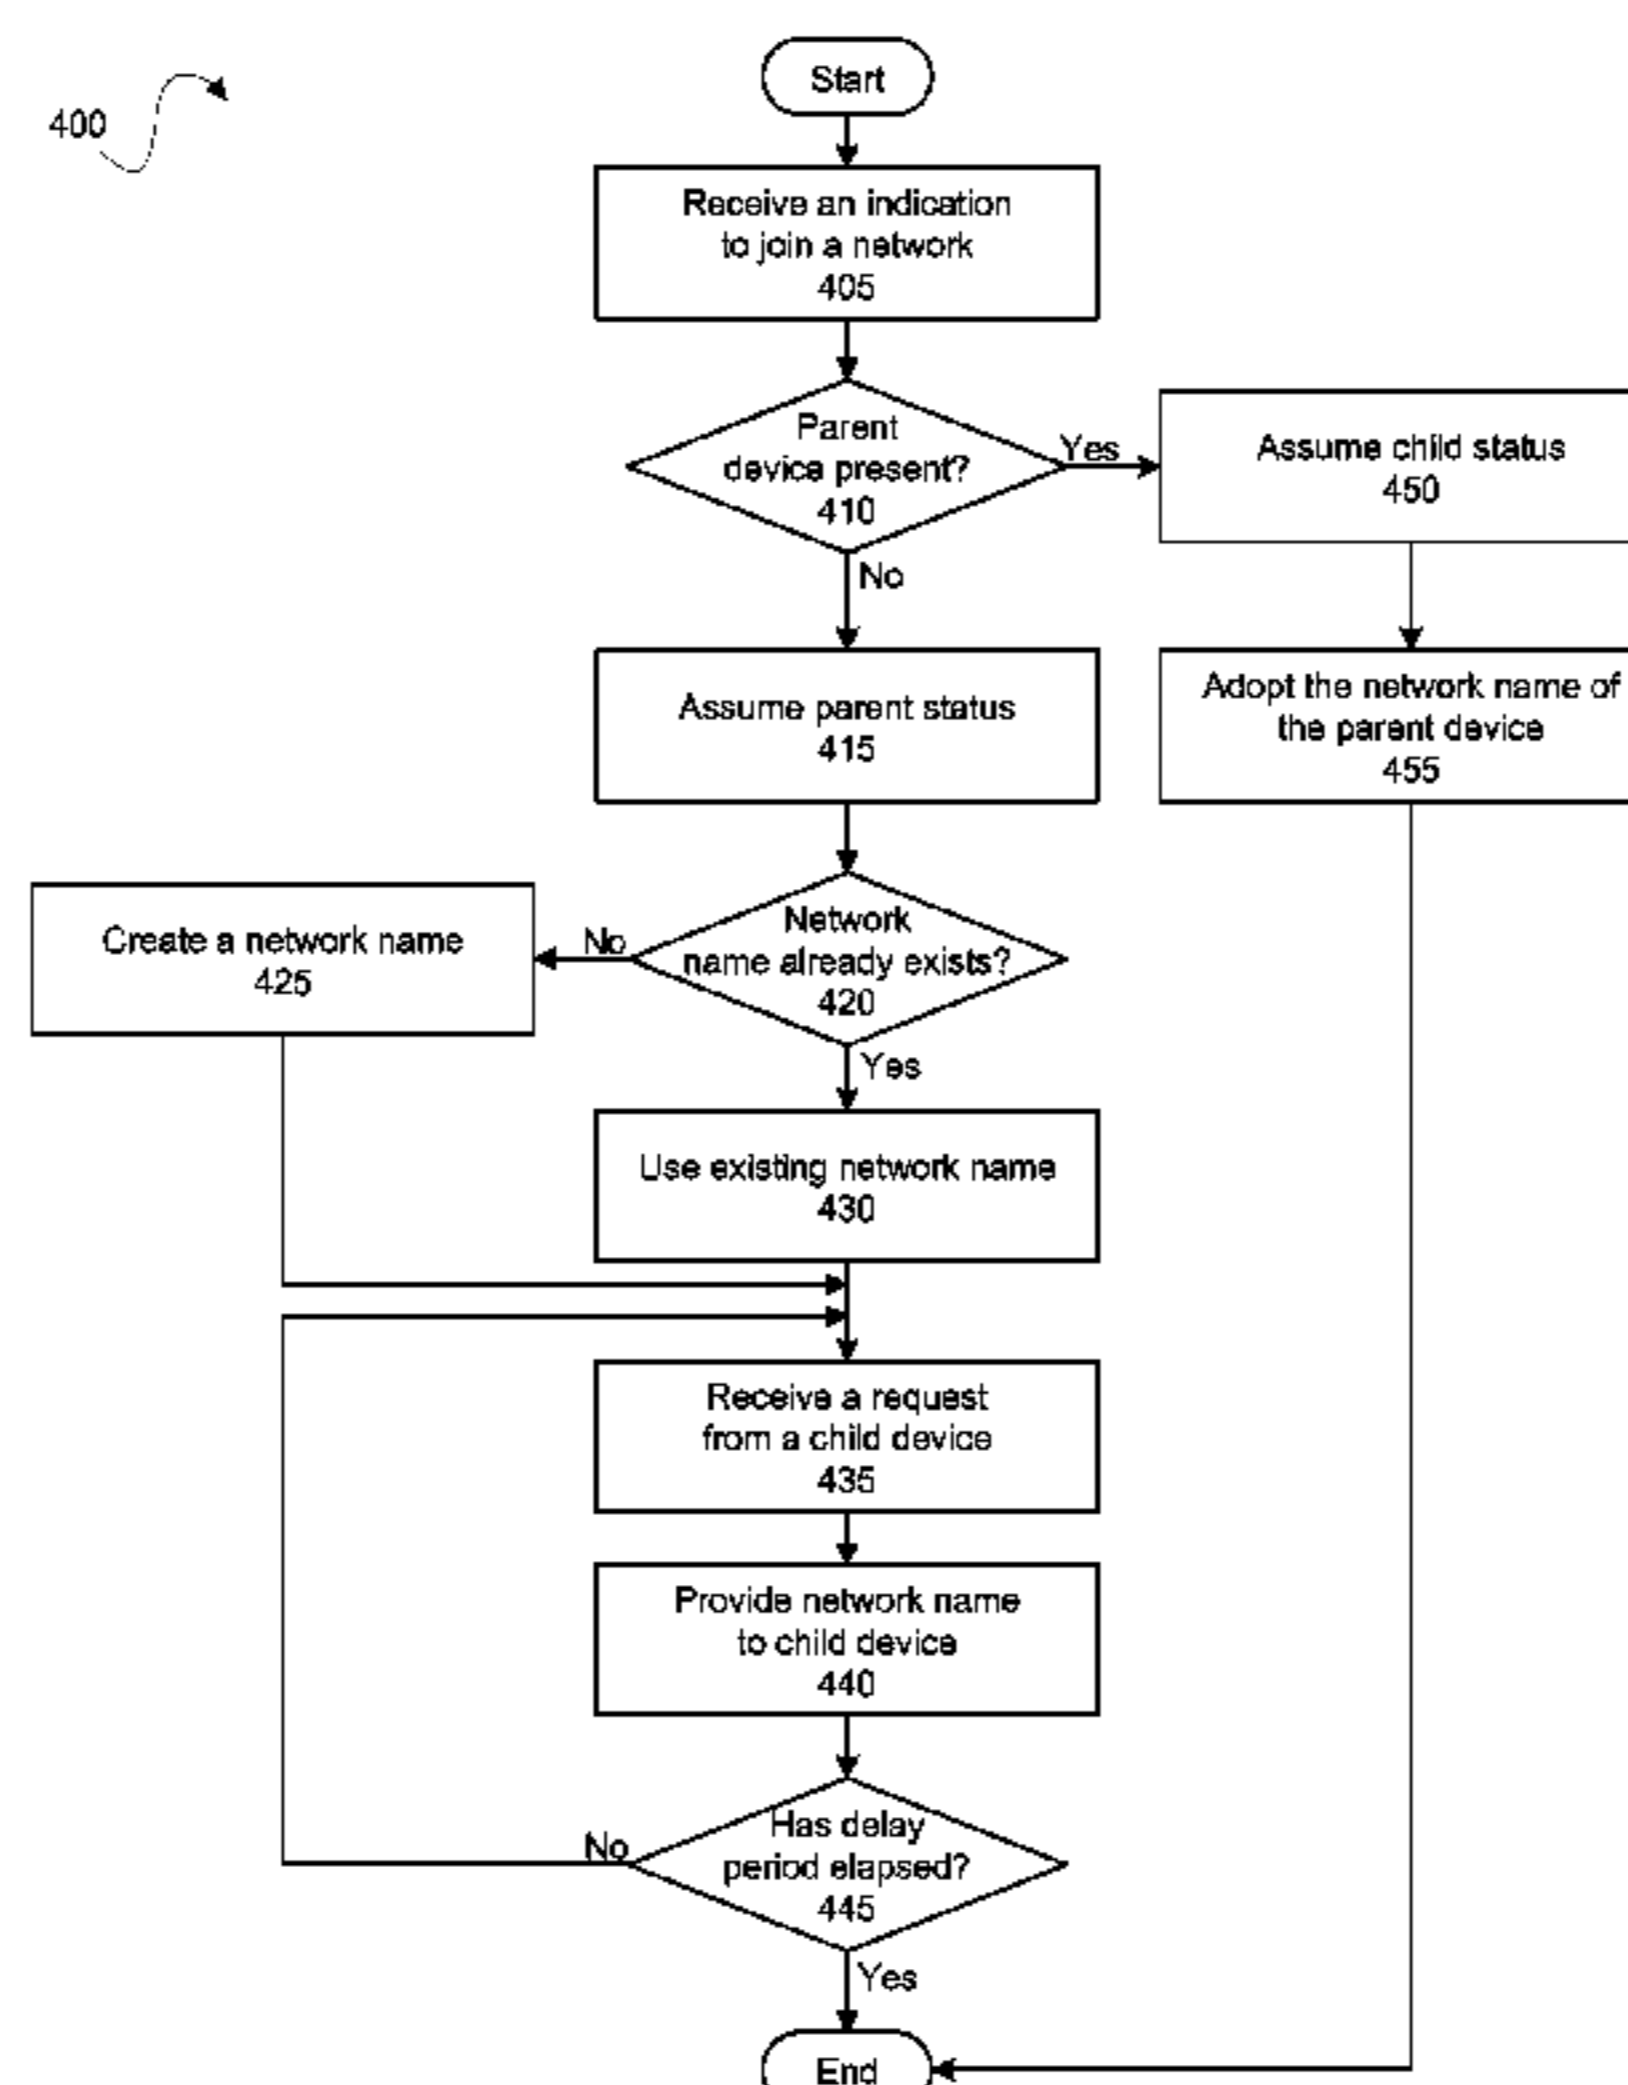 400
Start
Receive an indication
to join a network
405
Parent
device present?
410
Yes
Assume child status
450
No
Assume parent status
415
Adopt the network name of
the parent device
455
Network
name already exists?
420
No
Create a network name
425
Yes
Use existing network name
430
Receive a request
from a child device
435
Provide network name
to child device
440
Has delay
period elapsed?
445
No
Yes
End